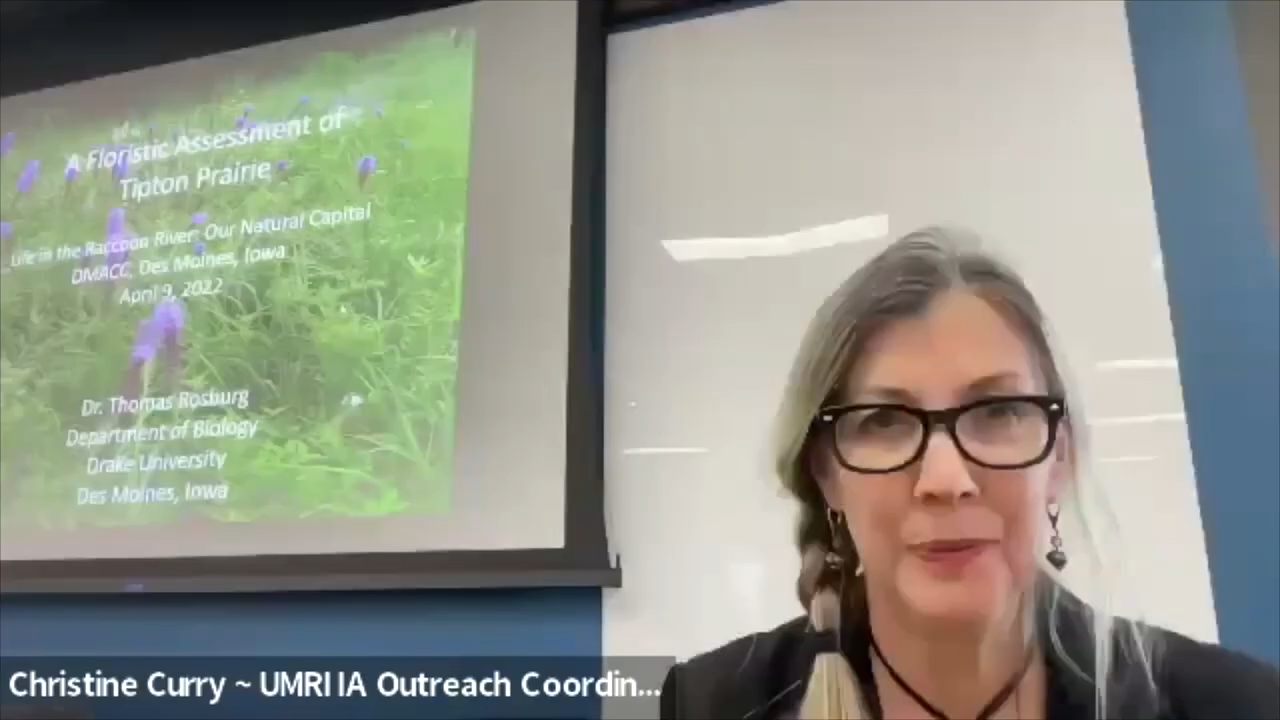 A Floristic Assessment of
Tipton Prairie
Life in the Raccoon River: Our Natural Capital
DMACC, Des Moines, Iowa
April 9, 2022
Dr. Thomas Rosburg
Department of Biology
Drake University
Des Moines, Iowa
Christine Curry ~ UMRI IA Outreach Coordin...